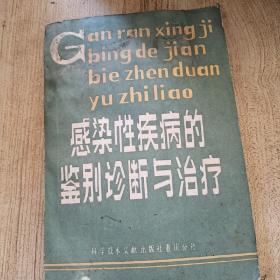 Gan ran xing ji
bing de jian
bie zhen duan
yu zhi liao
感染性疾病的
鉴别诊断与治疗
科学技术文献出版社重庆分社